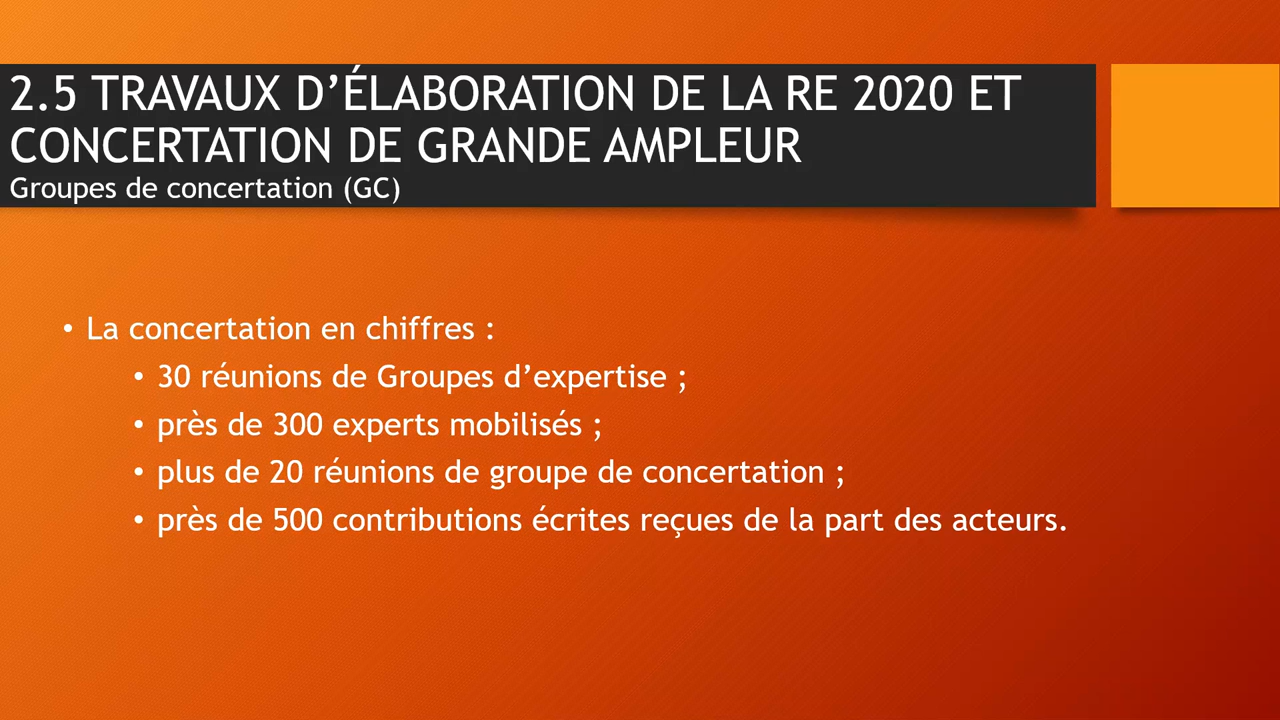 2.5 TRAVAUX D’ÉLABORATION DE LA RE 2020 ET
CONCERTATION DE GRANDE AMPLEUR
Groupes de concertation (GC)
• La concertation en chiffres :
• 30 réunions de Groupes d’expertise ;
• près de 300 experts mobilisés ;
• plus de 20 réunions de groupe de concertation ;
• près de 500 contributions écrites reçues de la part des acteurs.